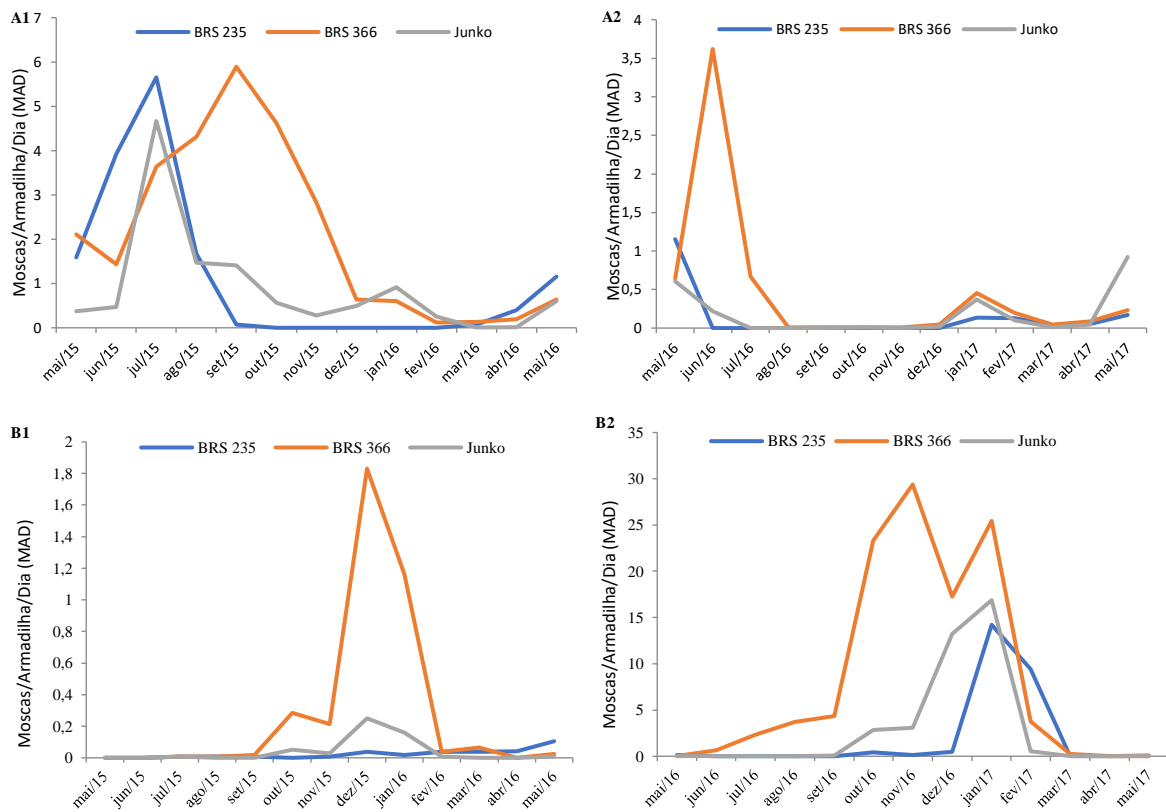 A1
7
BRS 235 BRS 366 Junko
6
5
4
3
2
1
0
Moscas/Armadilha/Dia (MAD)
mai/15 jun/15 jul/15 ago/15 set/15 out/15 nov/15 dez/15 jan/16 fev/16 mar/16 abr/16 mai/16
A2
4
BRS 235 BRS 366 Junko
3,5
3
2,5
2
1,5
1
0,5
0
Moscas/Armadilha/Dia (MAD)
mai/16 jun/16 jul/16 ago/16 set/16 out/16 nov/16 dez/16 jan/17 fev/17 mar/17 abr/17 mai/17
B1
2
BRS 235 BRS 366 Junko
1,8
1,6
1,4
1,2
1
0,8
0,6
0,4
0,2
0
Moscas/Armadilha/Dia (MAD)
mai/15 jun/15 jul/15 ago/15 set/15 out/15 nov/15 dez/15 jan/16 fev/16 mar/16 abr/16 mai/16
B2
35
BRS 235 BRS 366 Junko
30
25
20
15
10
5
0
Moscas/Armadilha/Dia (MAD)
mai/16 jun/16 jul/16 ago/16 set/16 out/16 nov/16 dez/16 jan/17 fev/17 mar/17 abr/17 mai/17